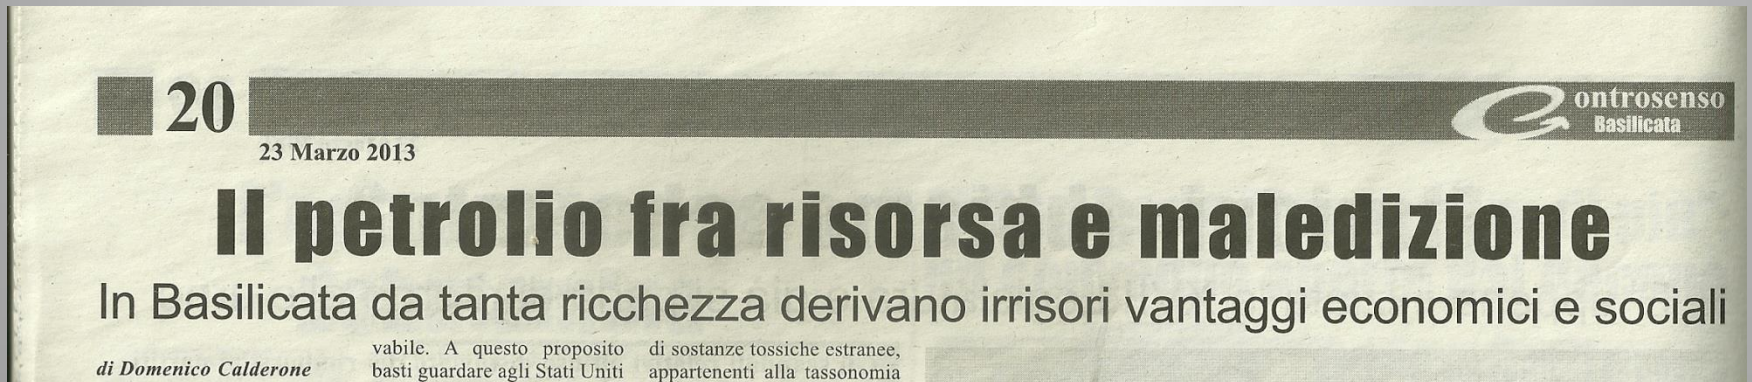 20
Controsenso
Basilicata
23 Marzo 2013
Il petrolio fra risorsa e maledizione
In Basilicata da tanta ricchezza derivano irrisori vantaggi economici e sociali
di Domenico Calderone
vabile. A questo proposito
basti guardare agli Stati Uniti
di sostanze tossiche estranee,
appartenenti alla tassonomia